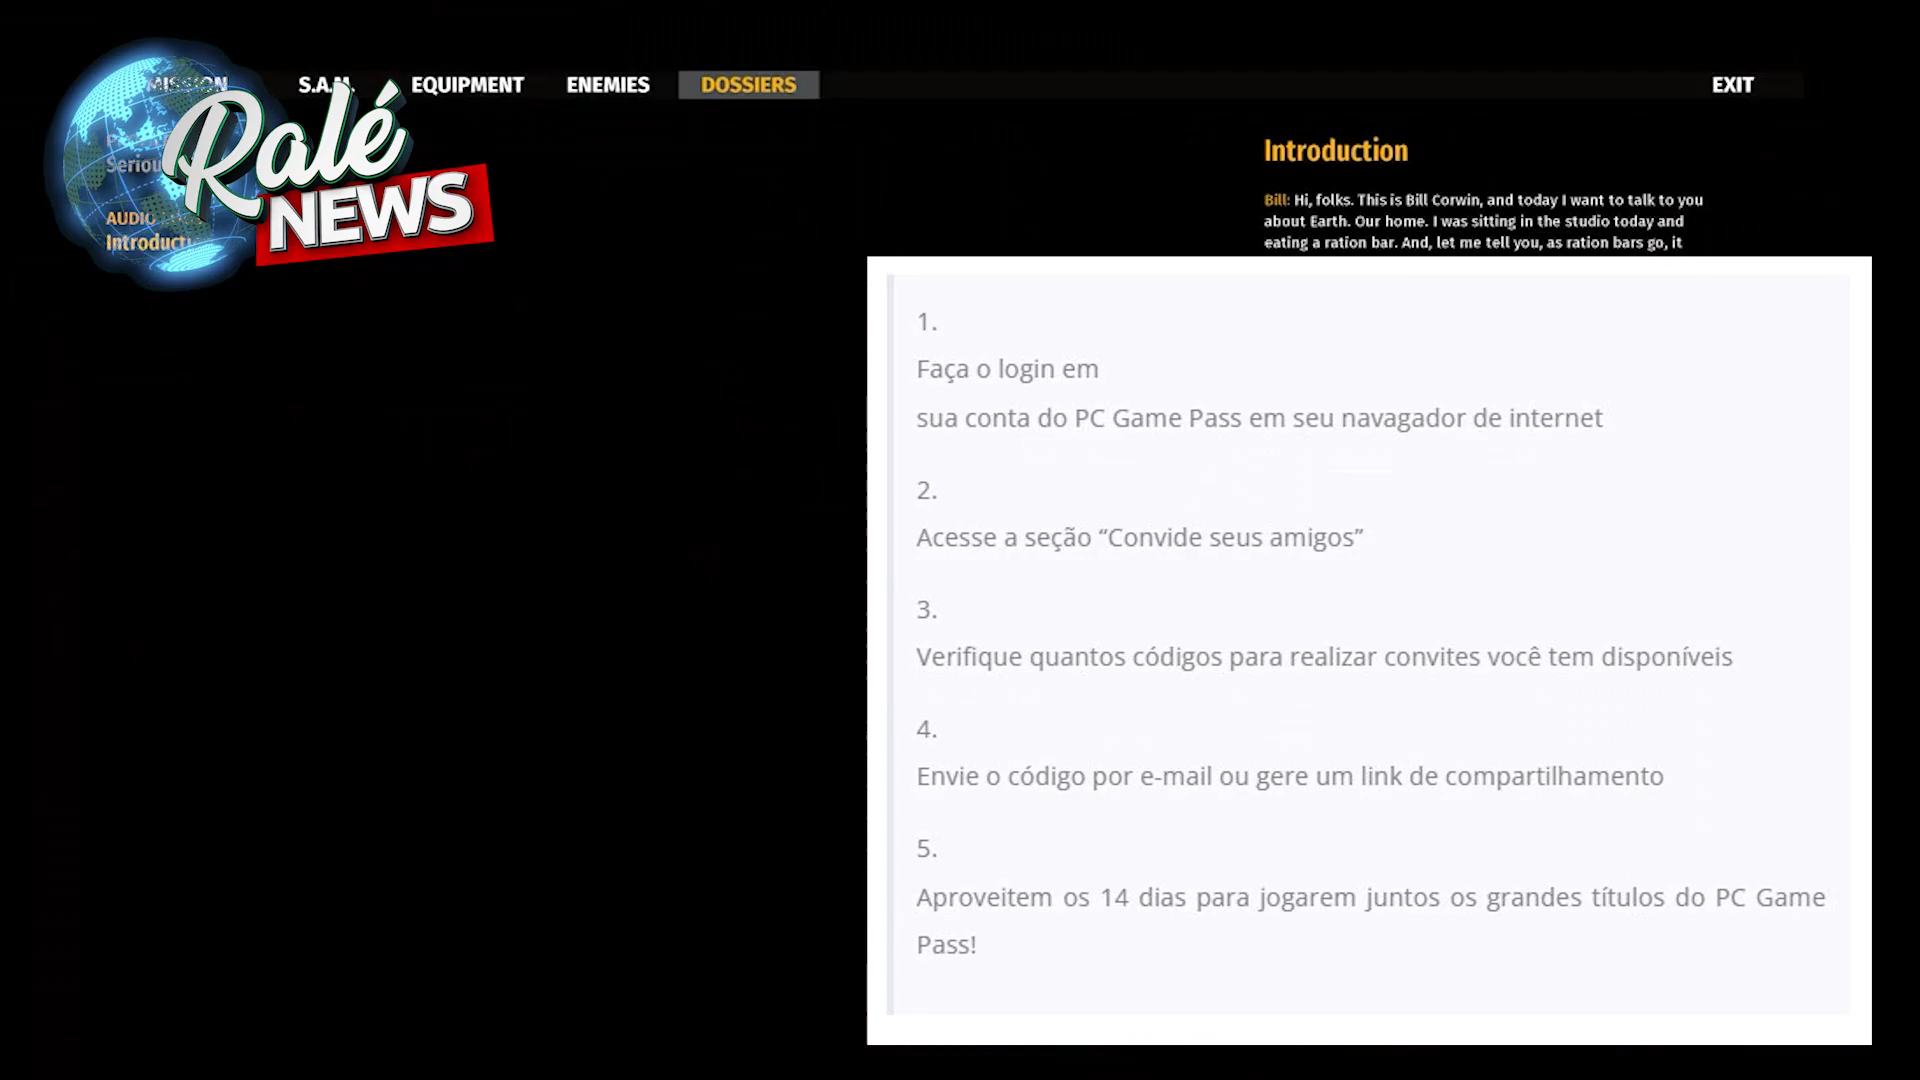 MISSION
S.A.M.
EQUIPMENT
ENEMIES
DOSSIERS
EXIT
Ralé
NEWS
AUDIO
Introduction
Bill: Hi, folks. This is Bill Corwin, and today I want to talk to you
about Earth. Our home. I was sitting in the studio today and
eating a ration bar. And, let me tell you, as ration bars go, it
1.
Faça o login em
sua conta do PC Game Pass em seu navagador de internet
2.
Acesse a seção “Convide seus amigos”
3.
Verifique quantos códigos para realizar convites você tem disponíveis
4.
Envie o código por e-mail ou gere um link de compartilhamento
5.
Aproveitem os 14 dias para jogarem juntos os grandes títulos do PC Game
Pass!